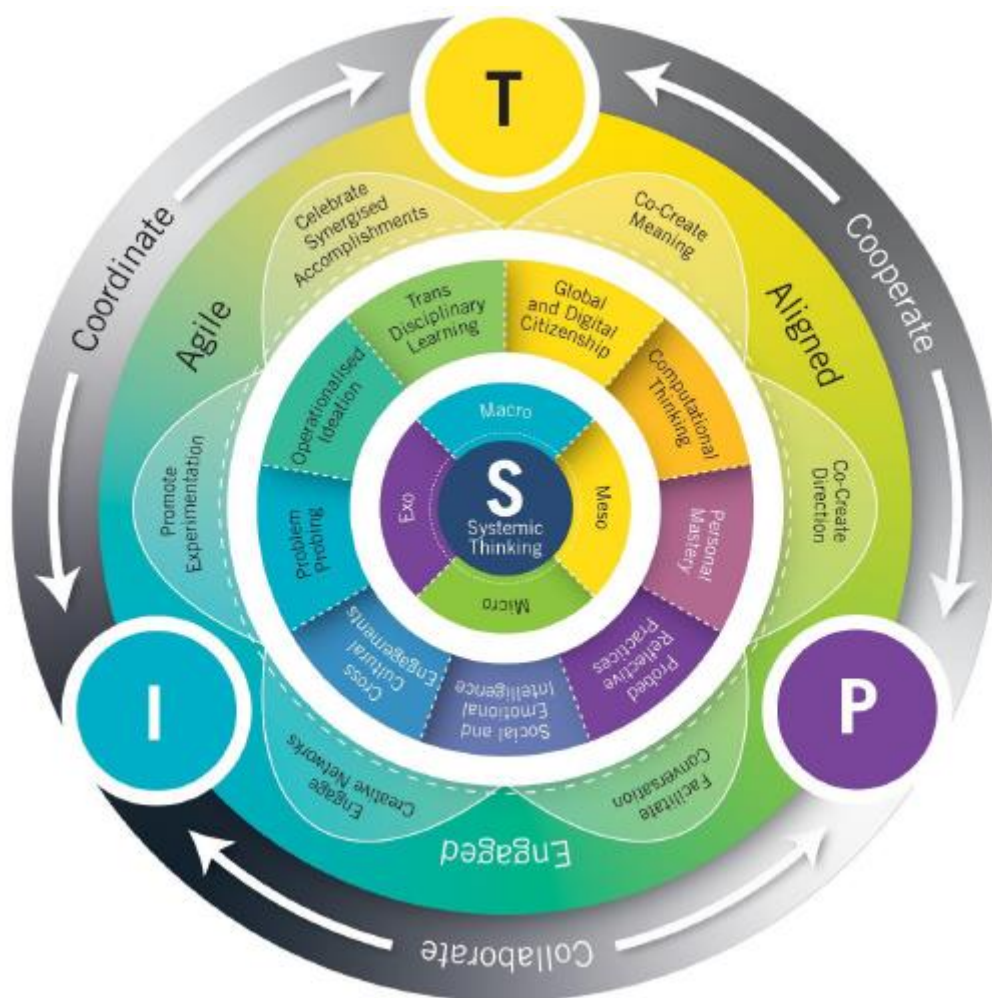 T
Coordinate
Cooperate
Celebrate
Synergised
Accomplishments
Co-Create
Meaning
Agile
Aligned
Trans
Disciplinary
Learning
Global
and Digital
Citizenship
Operationalised
Ideation
Computational
Thinking
Macro
Promote
Experimentation
Problem
Probing
Exo
S
Systemic
Thinking
Meso
Personal
Mastery
Co-Create
Direction
Micro
Cross
Cultural
Engagements
Social and
Emotional
Intelligence
Probed
Reflective
Practices
I
P
Engage
Creative Networks
Facilitate
Conversation
Engaged
Collaborate